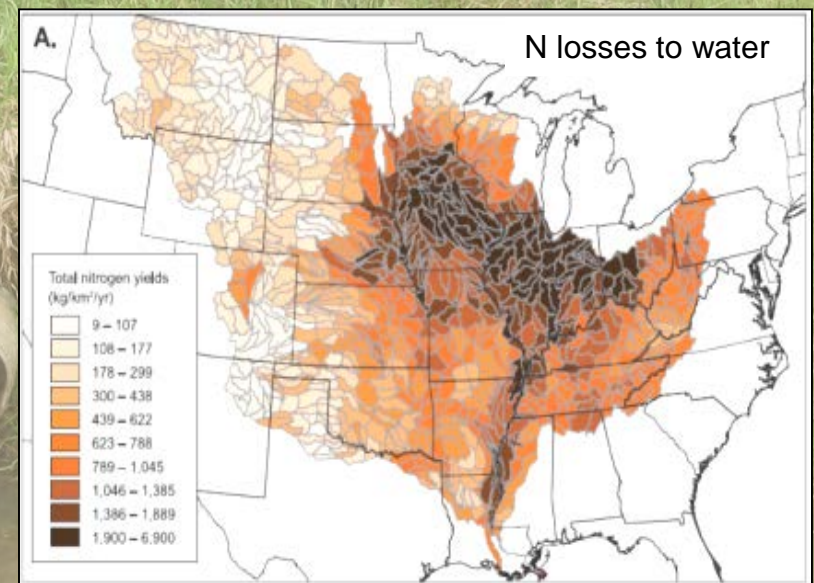 A.
N losses to water
Total nitrogen yields
(kg/km²/yr)
9 – 107
108 – 177
178 – 299
300 – 438
439 – 622
623 – 788
789 – 1,045
1,046 – 1,385
1,386 – 1,889
1,900 – 6,900